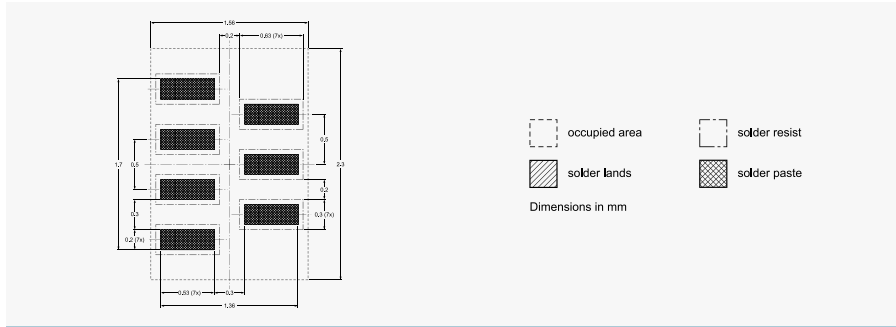 1.56
0.2
0.63 (7x)
0.5
1.7
0.5
2.3
0.2
0.3
0.3 (7x)
0.2 (7x)
0.53 (7x)
0.3
1.36
occupied area
solder resist
solder lands
solder paste
Dimensions in mm